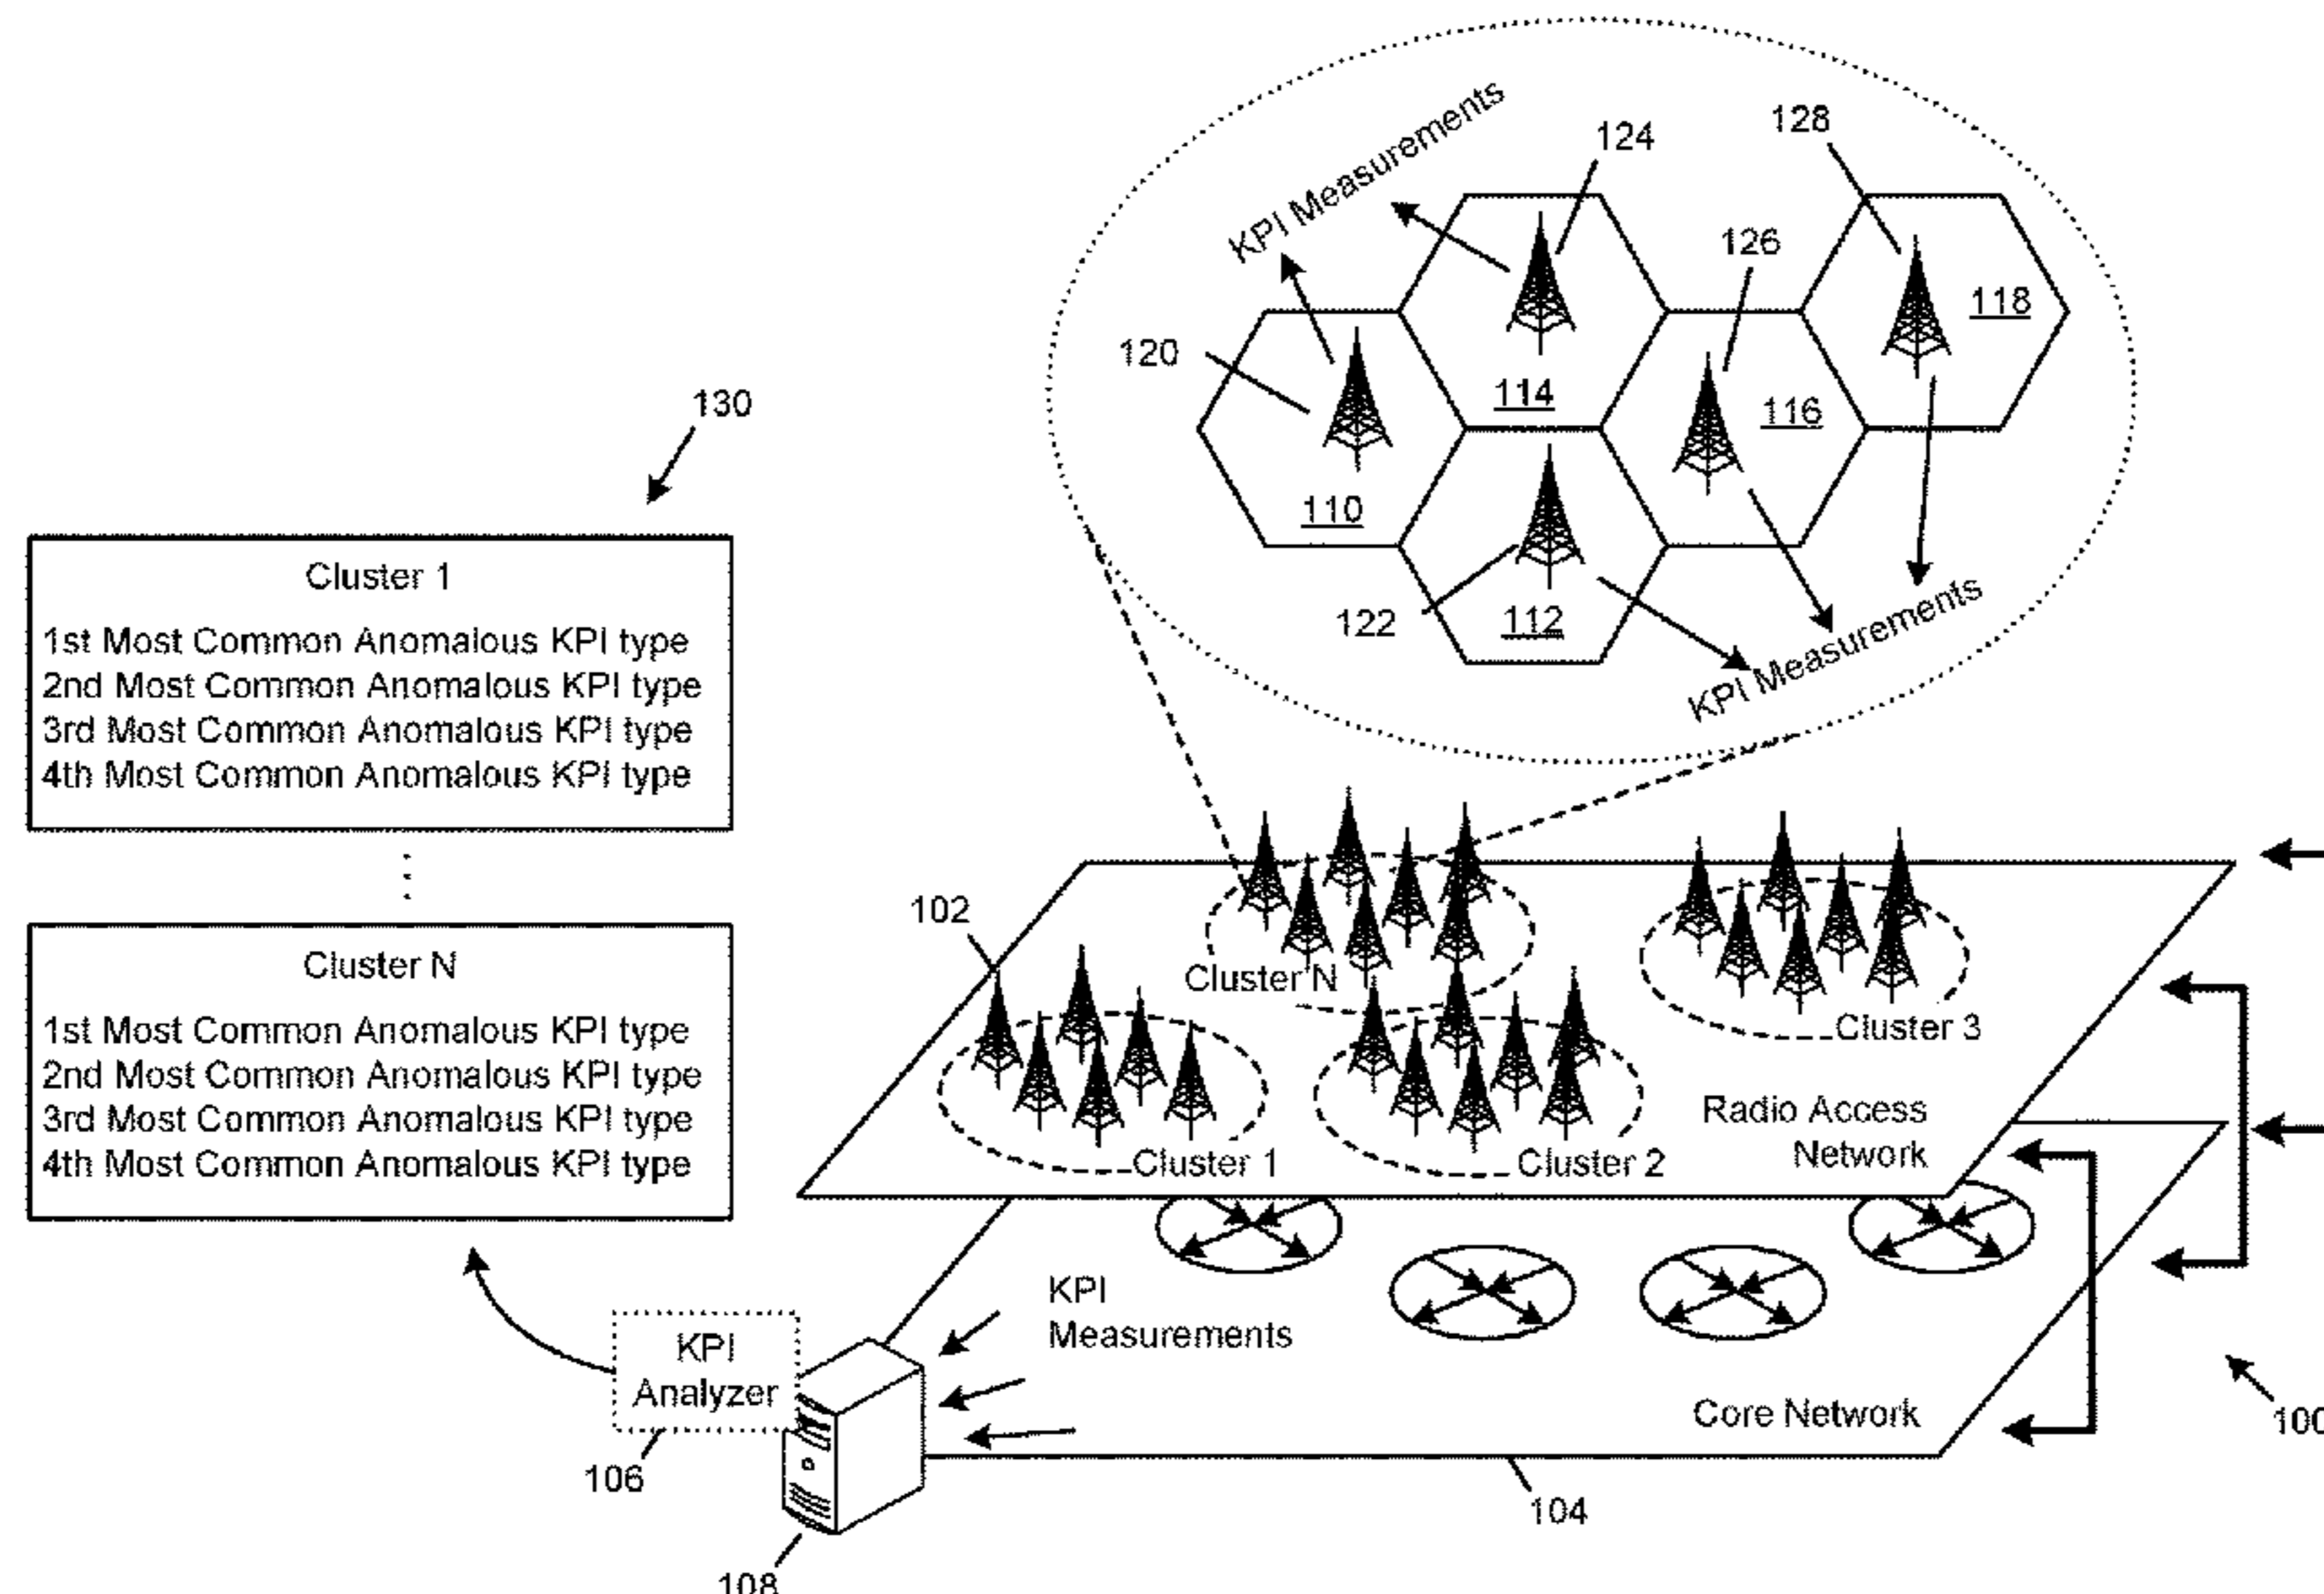 KPI Measurements
124
128
126
118
120
114
116
130
110
122
112
KPI Measurements
Cluster 1
1st Most Common Anomalous KPI type
2nd Most Common Anomalous KPI type
3rd Most Common Anomalous KPI type
4th Most Common Anomalous KPI type
102
Cluster N
1st Most Common Anomalous KPI type
2nd Most Common Anomalous KPI type
3rd Most Common Anomalous KPI type
4th Most Common Anomalous KPI type
Cluster N
Cluster 3
Radio Access
Network
Cluster 1
Cluster 2
KPI
Measurements
KPI
Analyzer
Core Network
100
106
104
108